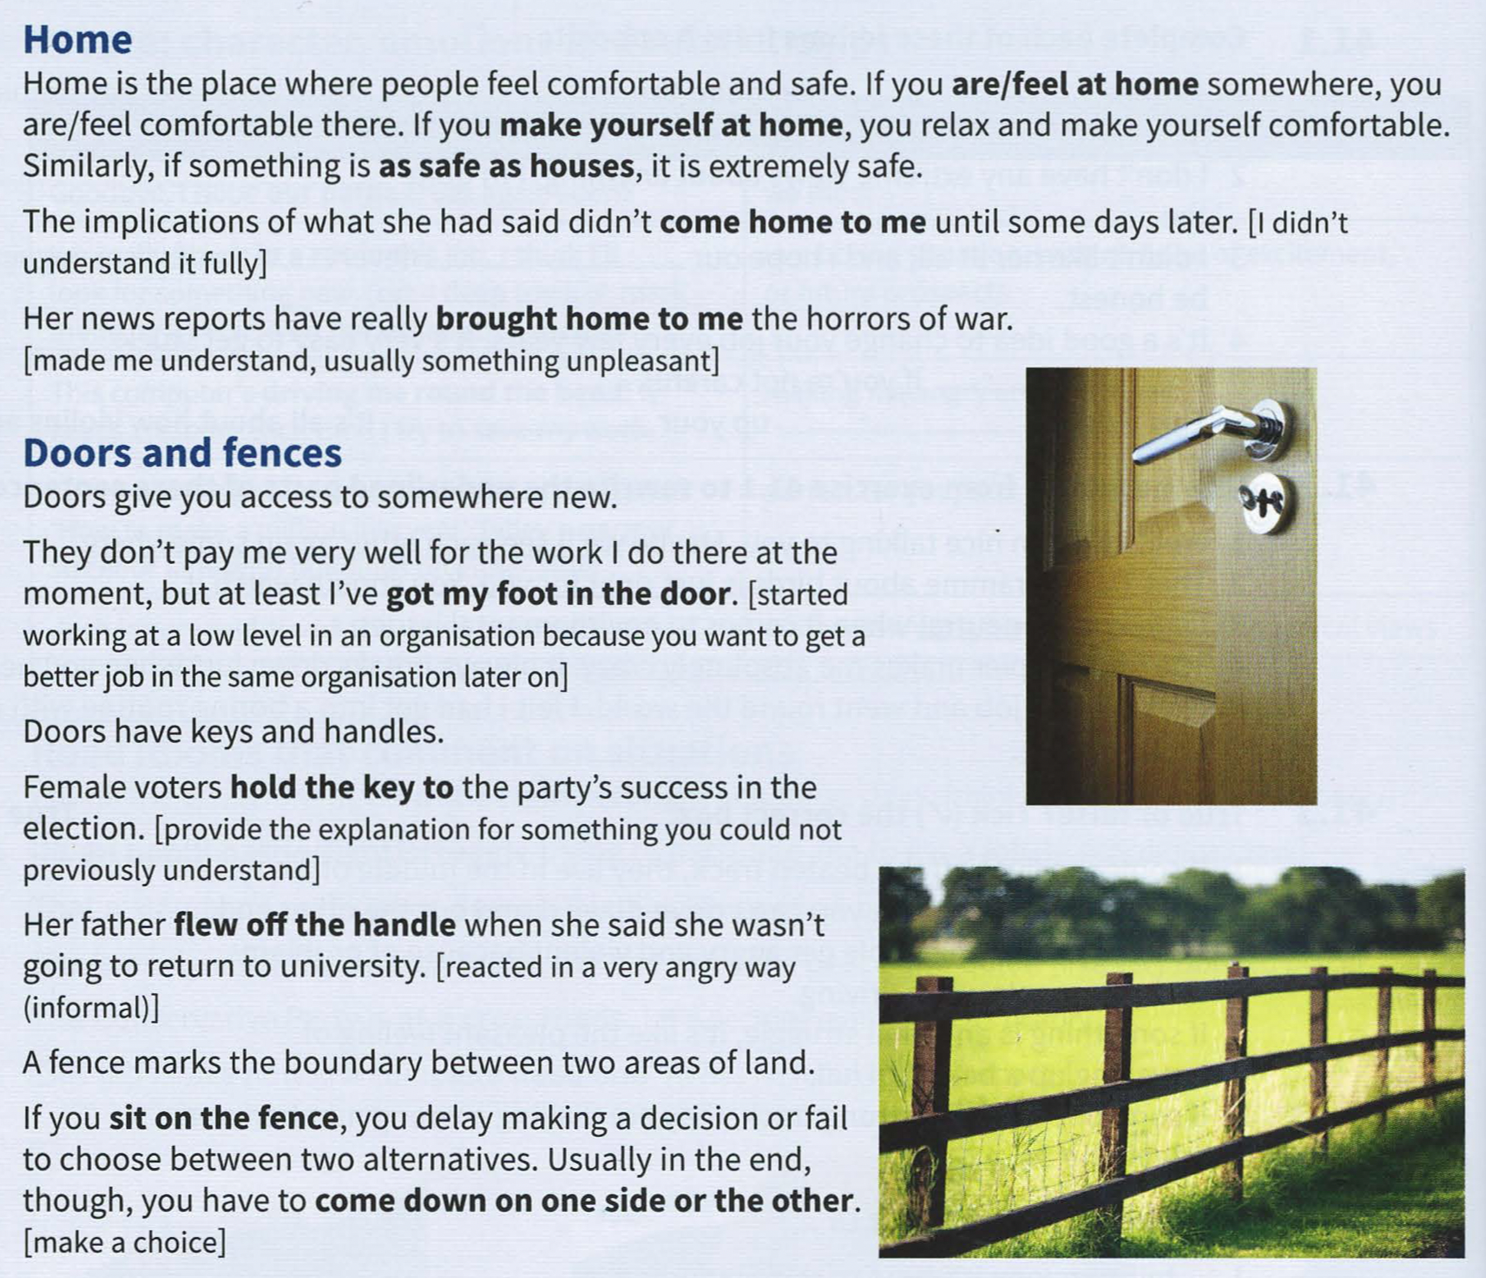 Home
Home is the place where people feel comfortable and safe. If you are/feel at home somewhere, you
are/feel comfortable there. If you make yourself at home, you relax and make yourself comfortable.
Similarly, if something is as safe as houses, it is extremely safe.
The implications of what she had said didn't come home to me until some days later. [I didn't
understand it fully]
Her news reports have really brought home to me the horrors of war.
[made me understand, usually something unpleasant]
Doors and fences
Doors give you access to somewhere new.
They don't pay me very well for the work I do there at the
moment, but at least I've got my foot in the door. [started
working at a low level in an organisation because you want to get a
better job in the same organisation later on]
Doors have keys and handles.
Female voters hold the key to the party's success in the
election. [provide the explanation for something you could not
previously understand]
Her father flew off the handle when she said she wasn't
going to return to university. [reacted in a very angry way
(informal)]
A fence marks the boundary between two areas of land.
If you sit on the fence, you delay making a decision or fail
to choose between two alternatives. Usually in the end,
though, you have to come down on one side or the other.
[make a choice]